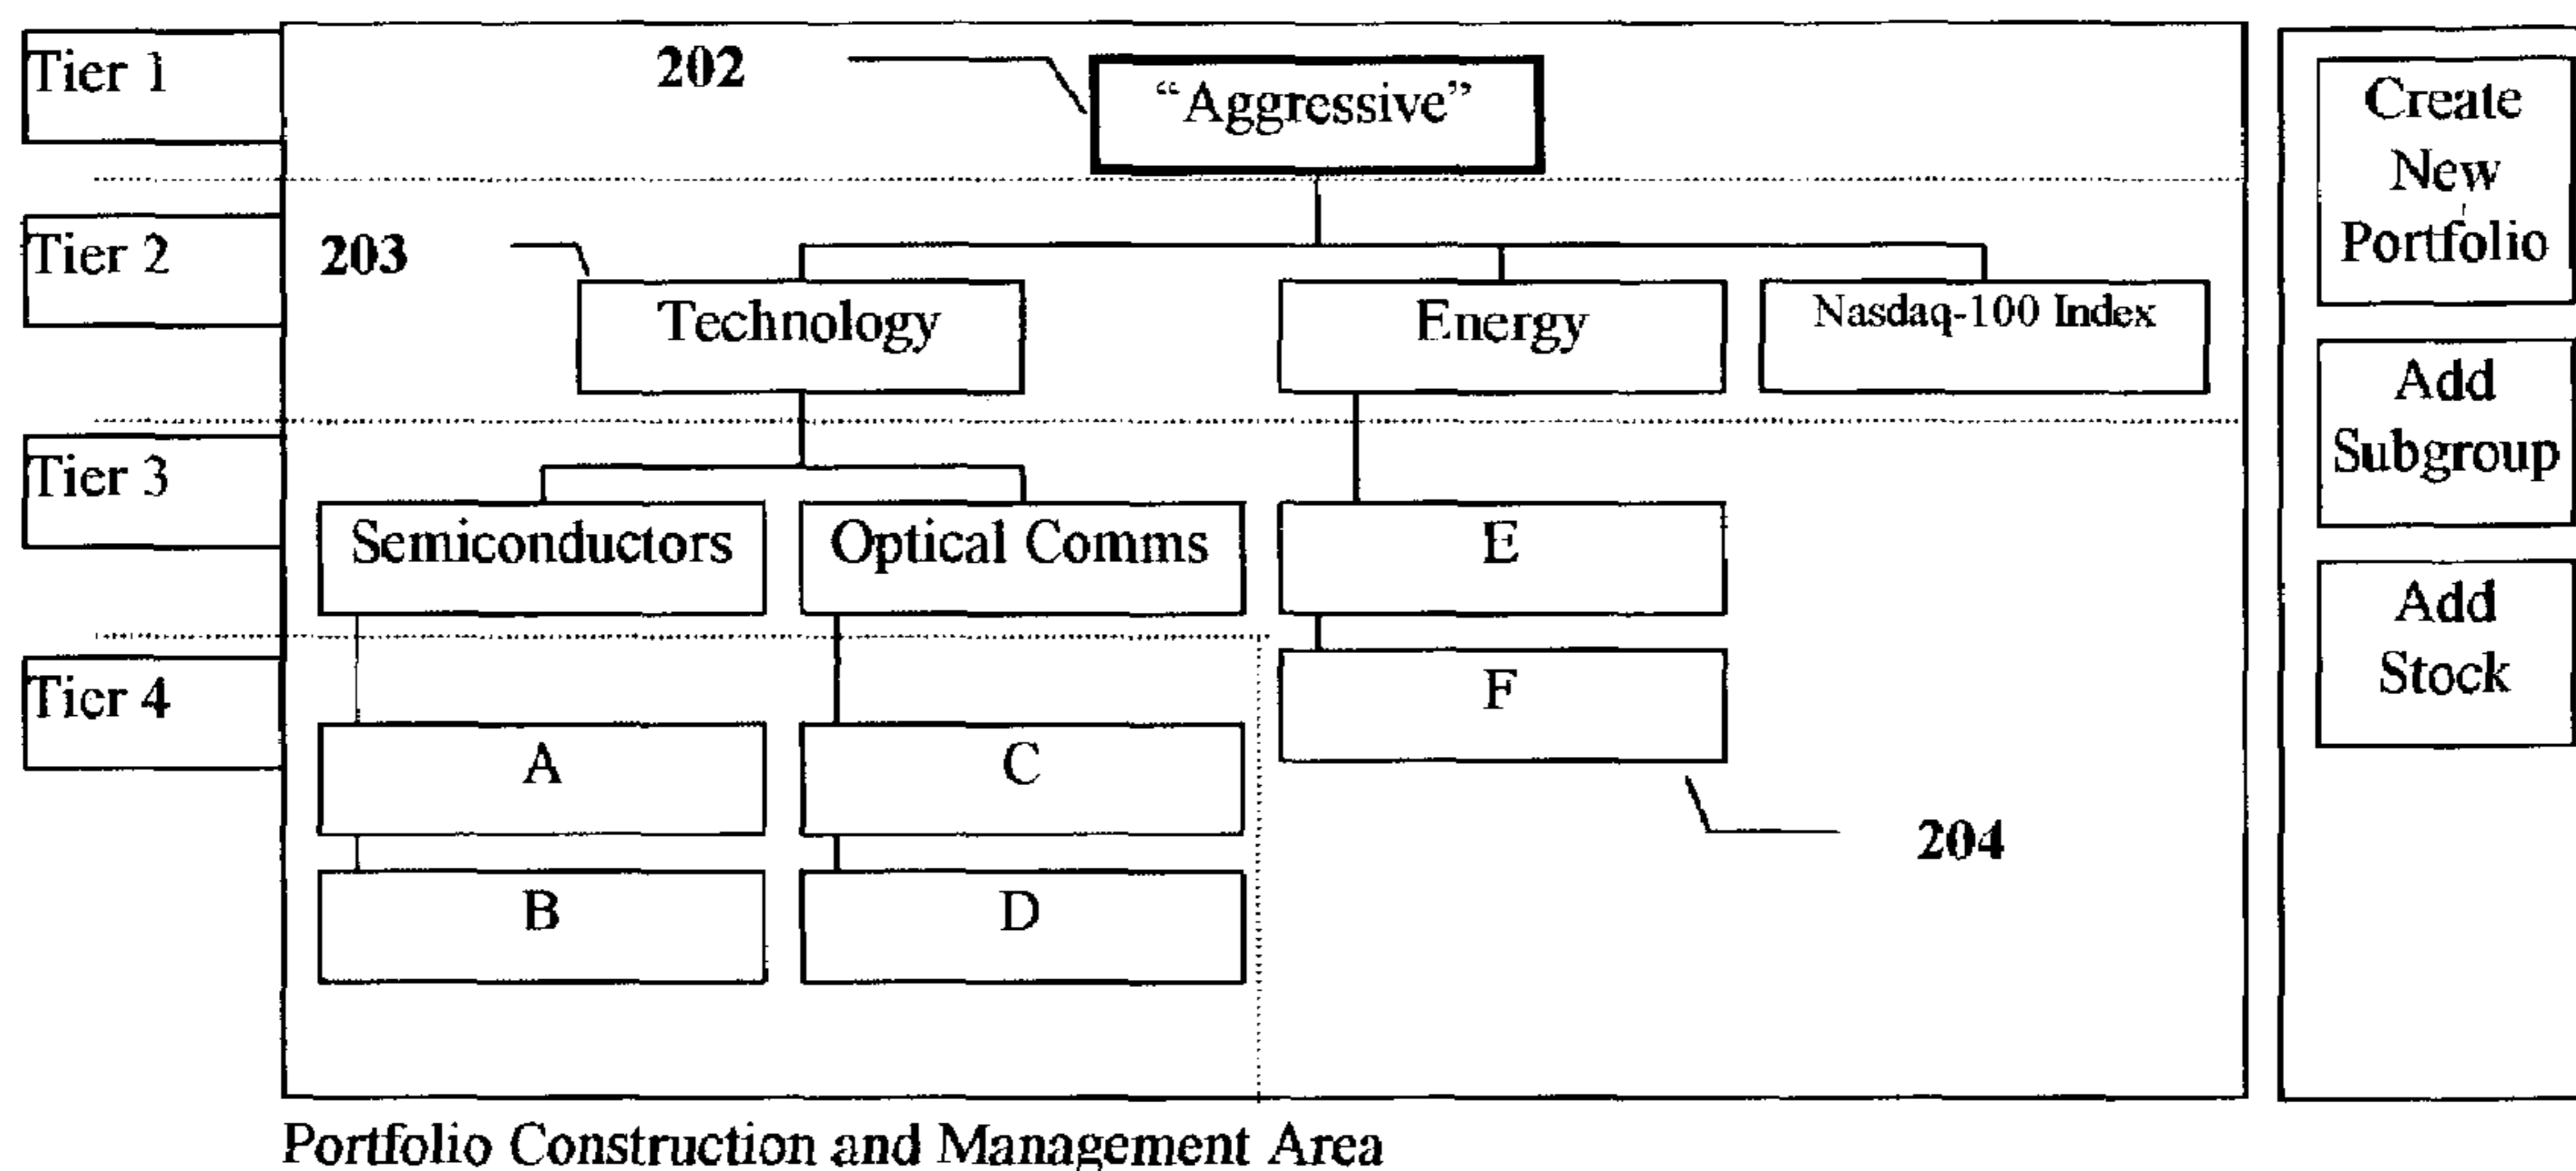 Tier 1
202
“Aggressive”
Tier 2
203
Technology
Energy
Nasdaq-100 Index
Tier 3
Semiconductors
Optical Comms
E
Tier 4
F
A
C
204
B
D
Portfolio Construction and Management Area
Create
New
Portfolio
Add
Subgroup
Add
Stock